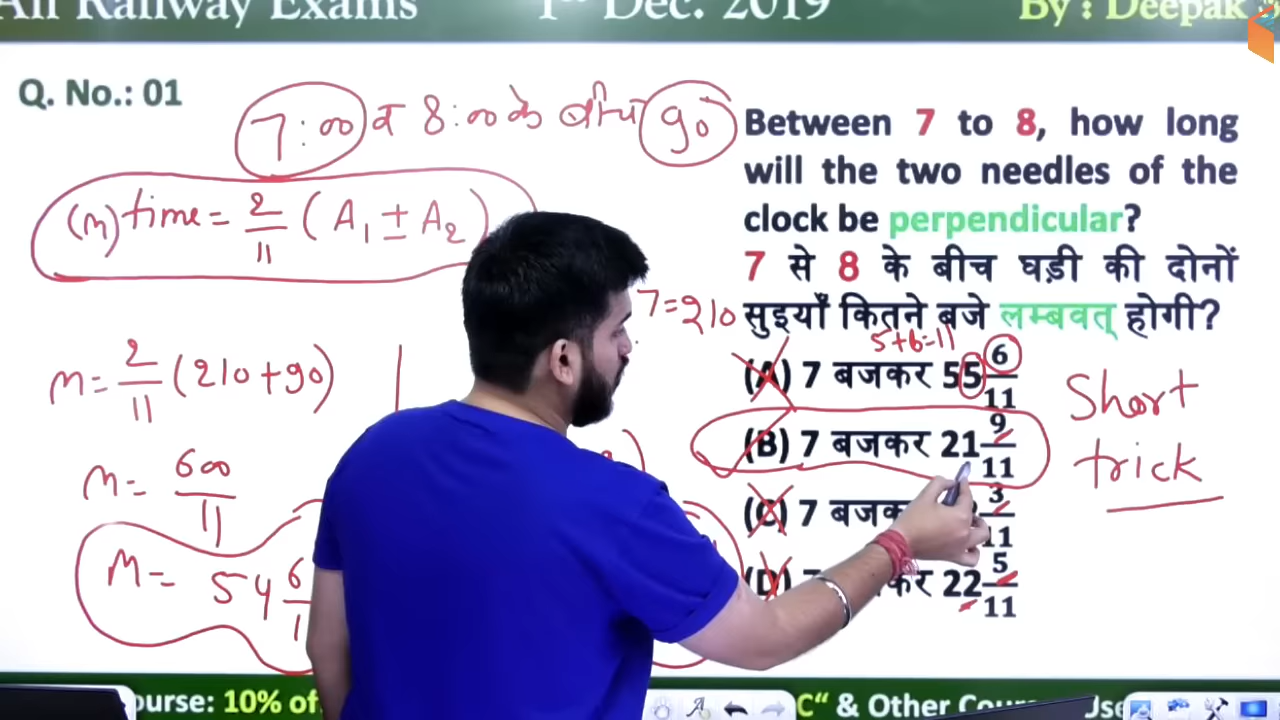 All Railway Exams 1st Dec. 2019 By : Deepak S
Q. No.: 01
7:00 व 8:00 के बीच 90
(m) time = 2/11 (A₁ ± A₂)
7=210
m = 2/11 (210+90)
m = 600/11
m = 54 6/1
Between 7 to 8, how long
will the two needles of the
clock be perpendicular?
7 से 8 के बीच घड़ी की दोनों
सुइयाँ कितने बजे लम्बवत् होगी?
5+6=11
(A) 7 बजकर 55 6/11
(B) 7 बजकर 21 9/11
(C) 7 3/11
(D) 22 5/11
Short
trick
ourse: 10% of C“ & Other Cour Use